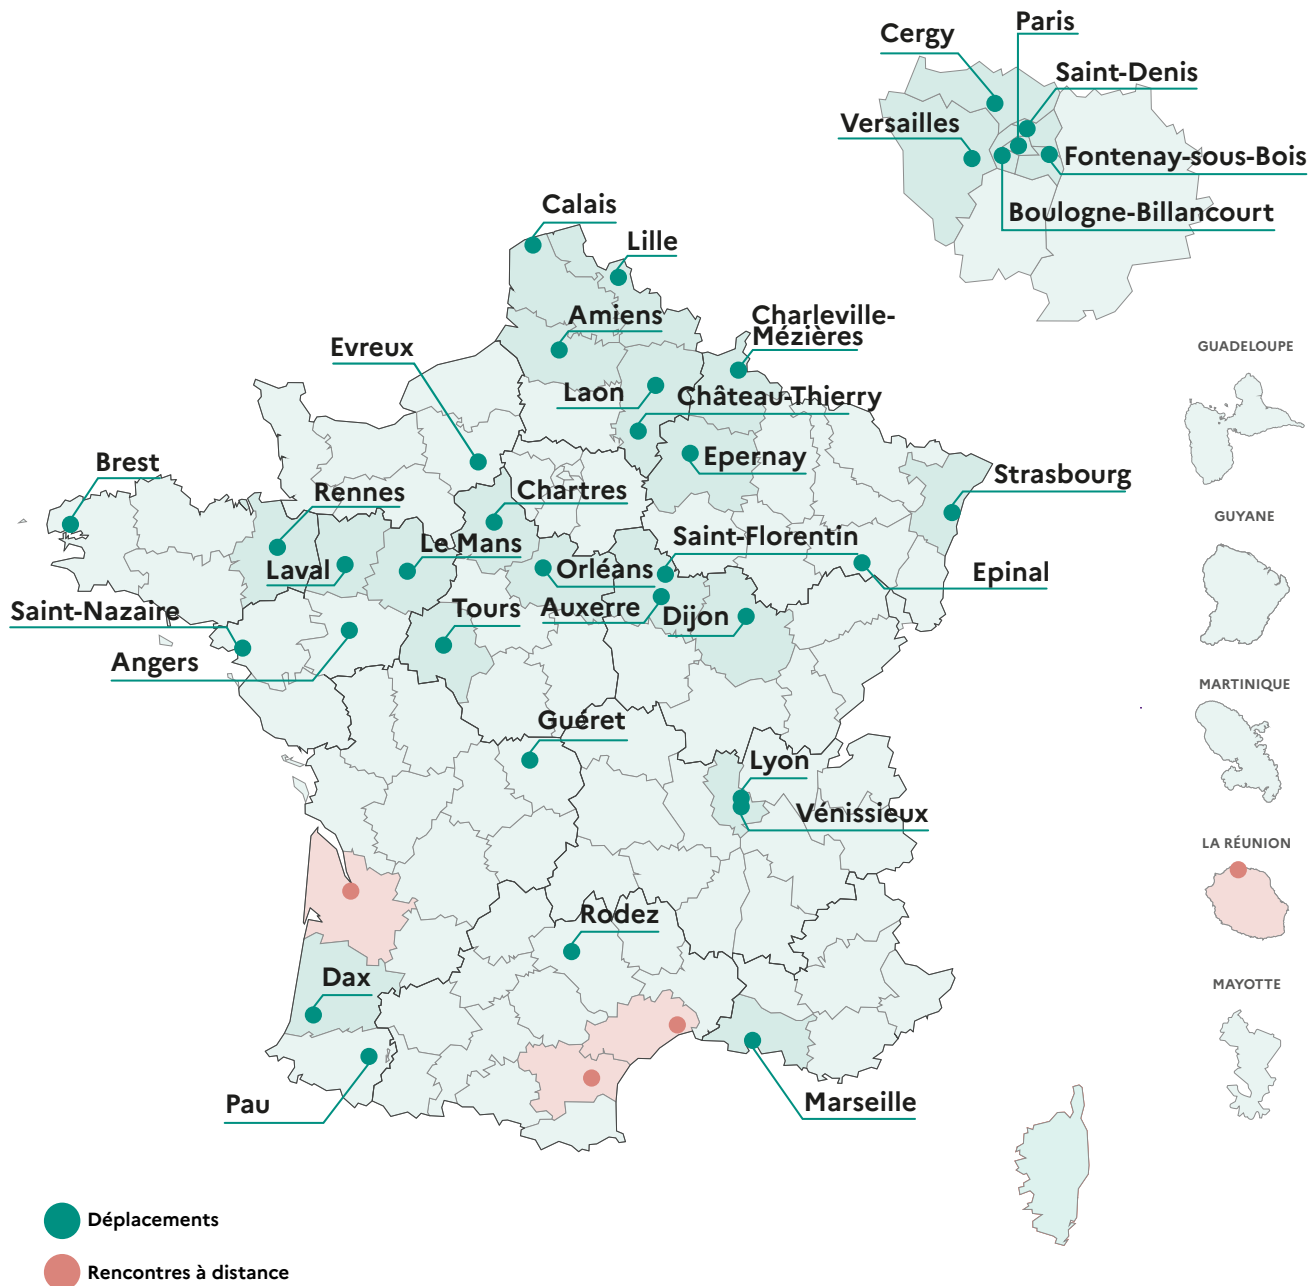 Paris
Cergy
Saint-Denis
Versailles
Fontenay-sous-Bois
Boulogne-Billancourt
Calais
Lille
Amiens
Charleville-
Mézières
Evreux
Laon
Château-Thierry
GUADELOUPE
Brest
Epernay
Strasbourg
Rennes
Chartres
GUYANE
Le Mans
Saint-Florentin
Laval
Orléans
Epinal
Saint-Nazaire
Tours
Auxerre
Dijon
Angers
MARTINIQUE
Guéret
Lyon
Vénissieux
LA RÉUNION
Rodez
Dax
MAYOTTE
Pau
Marseille
Déplacements
Rencontres à distance